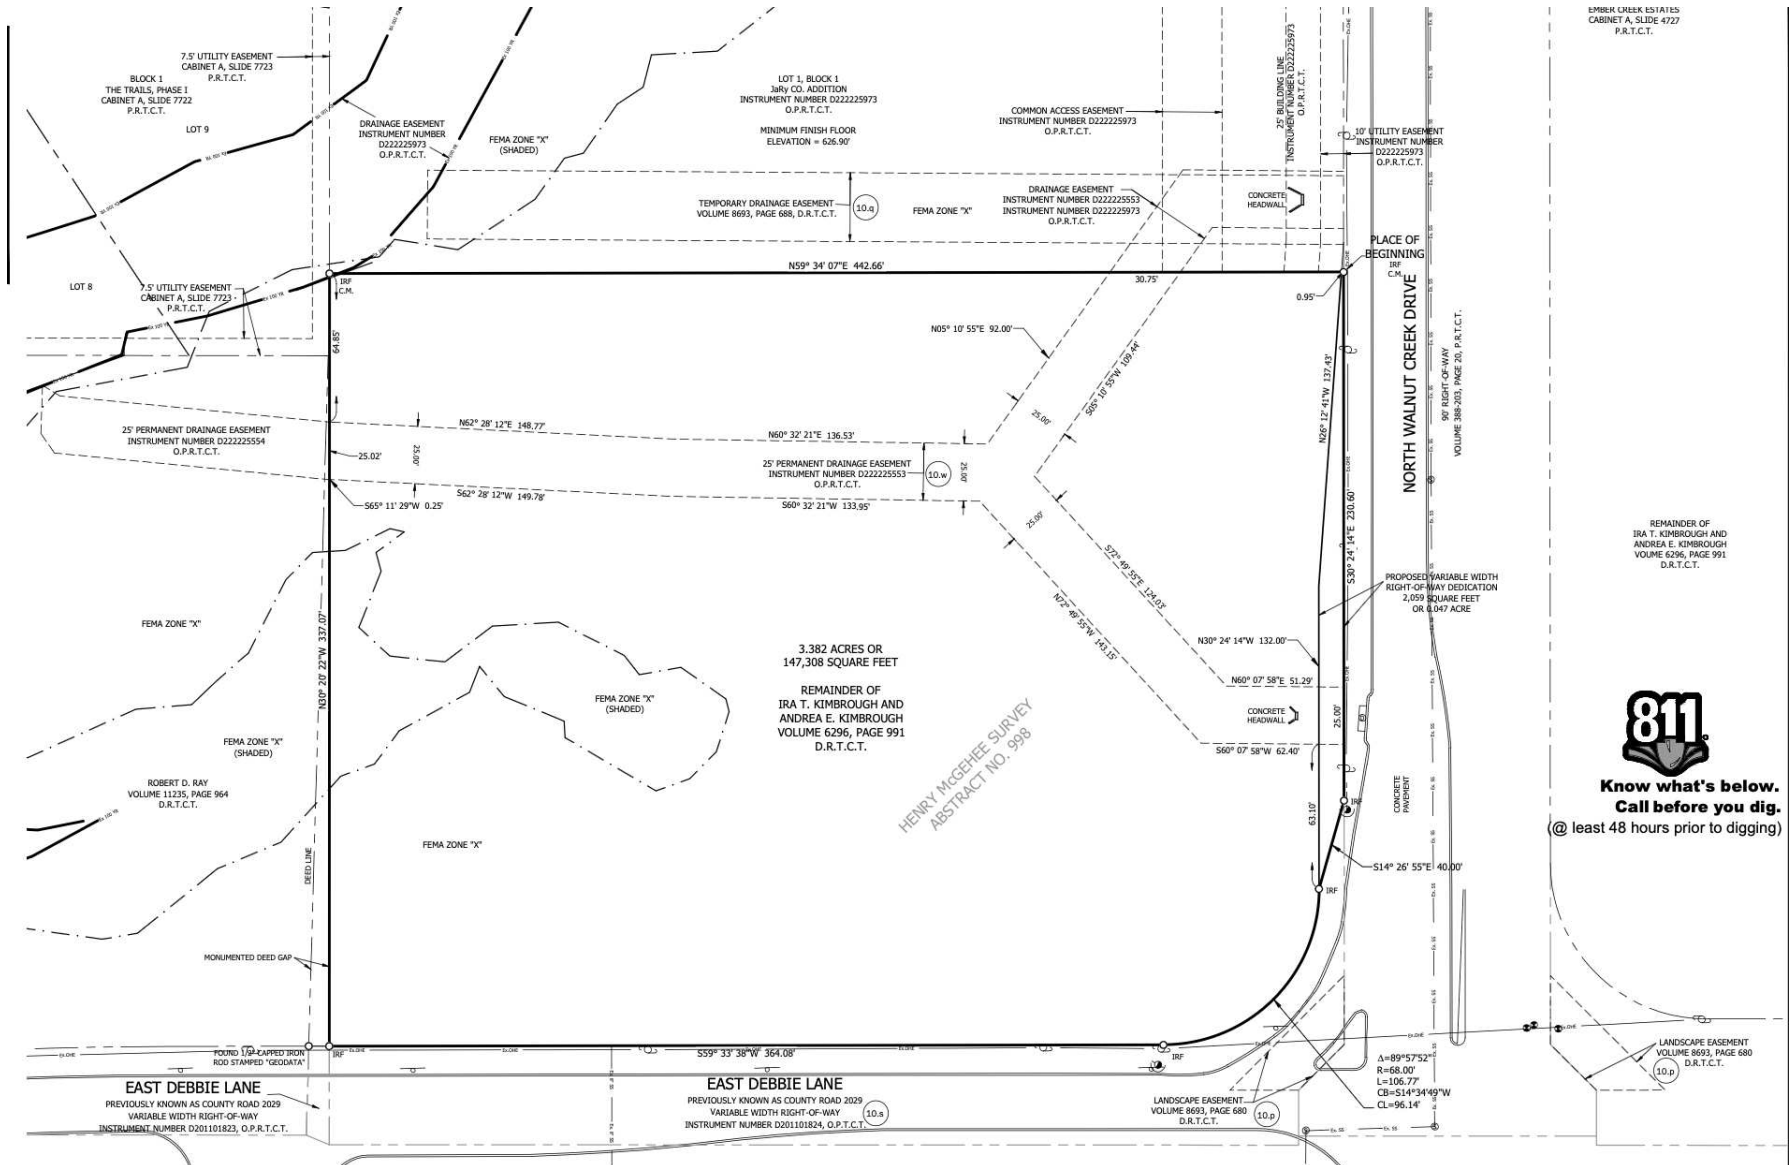 EMBER CREEK ESTATES
CABINET A, SLIDE 4727
P.R.T.C.T.
7.5' UTILITY EASEMENT
CABINET A, SLIDE 7723
P.R.T.C.T.
BLOCK 1
THE TRAILS, PHASE I
CABINET A, SLIDE 7722
P.R.T.C.T.
LOT 9
DRAINAGE EASEMENT
INSTRUMENT NUMBER
D222225973
O.P.R.T.C.T.
FEMA ZONE "X"
(SHADED)
LOT 1, BLOCK 1
JaRy CO. ADDITION
INSTRUMENT NUMBER D222225973
O.P.R.T.C.T.
MINIMUM FINISH FLOOR
ELEVATION = 626.90'
COMMON ACCESS EASEMENT
INSTRUMENT NUMBER D222225973
O.P.R.T.C.T.
25' BUILDING LINE
INSTRUMENT NUMBER D222225973
O.P.R.T.C.T.
10' UTILITY EASEMENT
INSTRUMENT NUMBER
D222225973
O.P.R.T.C.T.
TEMPORARY DRAINAGE EASEMENT
VOLUME 8693, PAGE 688, D.R.T.C.T.
10.q
FEMA ZONE "X"
DRAINAGE EASEMENT
INSTRUMENT NUMBER D222225553
INSTRUMENT NUMBER D222225973
O.P.R.T.C.T.
CONCRETE
HEADWALL
PLACE OF
BEGINNING
IRF
C.M.
LOT 8
7.5' UTILITY EASEMENT
CABINET A, SLIDE 7723
P.R.T.C.T.
IRF
C.M.
N59° 34' 07"E 442.66'
30.75'
0.95'
64.85'
N05° 10' 55"E 92.00'
S05° 10' 55"W 109.44'
N26° 12' 41"W 137.43'
NORTH WALNUT CREEK DRIVE
90' RIGHT-OF-WAY
VOLUME 388-203, PAGE 20, P.R.T.C.T.
25' PERMANENT DRAINAGE EASEMENT
INSTRUMENT NUMBER D222225554
O.P.R.T.C.T.
N62° 28' 12"E 148.77'
N60° 32' 21"E 136.53'
25.00'
25.02'
25.00'
25' PERMANENT DRAINAGE EASEMENT
INSTRUMENT NUMBER D222225553
O.P.R.T.C.T.
10.w
25.00'
S65° 11' 29"W 0.25'
S62° 28' 12"W 149.78'
S60° 32' 21"W 133.95'
25.00'
S30° 24' 14"E 230.60'
S72° 49' 55"E 124.03'
N72° 49' 55"W 143.15'
REMAINDER OF
IRA T. KIMBROUGH AND
ANDREA E. KIMBROUGH
VOUME 6296, PAGE 991
D.R.T.C.T.
PROPOSED VARIABLE WIDTH
RIGHT-OF-WAY DEDICATION
2,059 SQUARE FEET
OR 0.047 ACRE
FEMA ZONE "X"
N30° 20' 22"W 337.07'
N30° 24' 14"W 132.00'
3.382 ACRES OR
147,308 SQUARE FEET
REMAINDER OF
IRA T. KIMBROUGH AND
ANDREA E. KIMBROUGH
VOLUME 6296, PAGE 991
D.R.T.C.T.
N60° 07' 58"E 51.29'
FEMA ZONE "X"
(SHADED)
HENRY McGEHEE SURVEY
ABSTRACT NO. 998
CONCRETE
HEADWALL
25.00'
S60° 07' 58"W 62.40'
FEMA ZONE "X"
(SHADED)
811.
Know what's below.
Call before you dig.
(@ least 48 hours prior to digging)
ROBERT D. RAY
VOLUME 11235, PAGE 964
D.R.T.C.T.
CONCRETE
PAVEMENT
63.10'
IRF
FEMA ZONE "X"
DEED LINE
S14° 26' 55"E 40.00'
IRF
MONUMENTED DEED GAP
FOUND 1/2" CAPPED IRON
ROD STAMPED "GEODATA"
IRF
S59° 33' 38"W 364.08'
IRF
Δ=89°57'52"
R=68.00'
L=106.77'
CB=S14°34'49"W
CL=96.14'
LANDSCAPE EASEMENT
VOLUME 8693, PAGE 680
D.R.T.C.T.
10.p
EAST DEBBIE LANE
PREVIOUSLY KNOWN AS COUNTY ROAD 2029
VARIABLE WIDTH RIGHT-OF-WAY
INSTRUMENT NUMBER D201101823, O.P.R.T.C.T.
EAST DEBBIE LANE
PREVIOUSLY KNOWN AS COUNTY ROAD 2029
VARIABLE WIDTH RIGHT-OF-WAY
INSTRUMENT NUMBER D201101824, O.P.T.C.T.
10.s
LANDSCAPE EASEMENT
VOLUME 8693, PAGE 680
D.R.T.C.T.
10.p